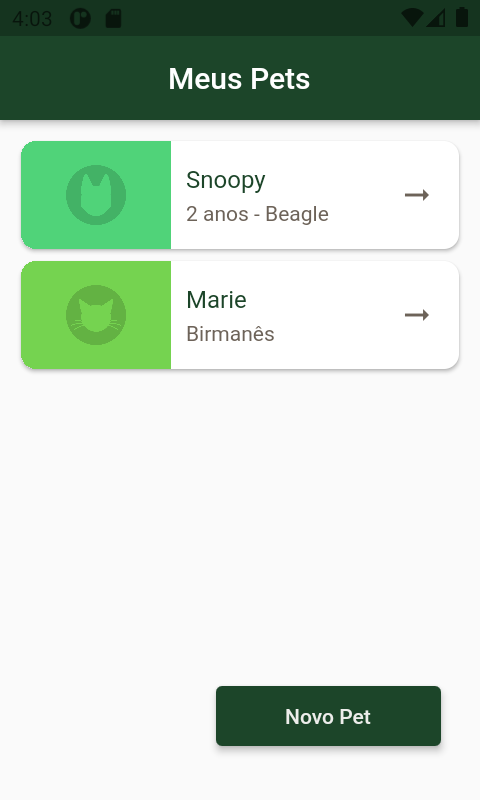 4:03
Meus Pets
Snoopy
2 anos - Beagle
Marie
Birmanês
Novo Pet